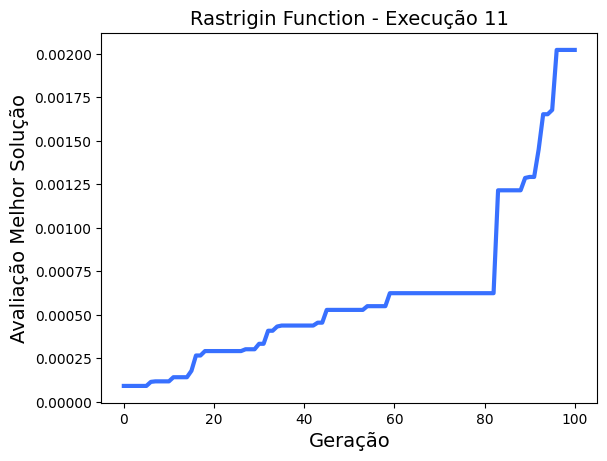 Rastrigin Function - Execução 11
Avaliação Melhor Solução
0.00200
0.00175
0.00150
0.00125
0.00100
0.00075
0.00050
0.00025
0.00000
0 20 40 60 80 100
Geração